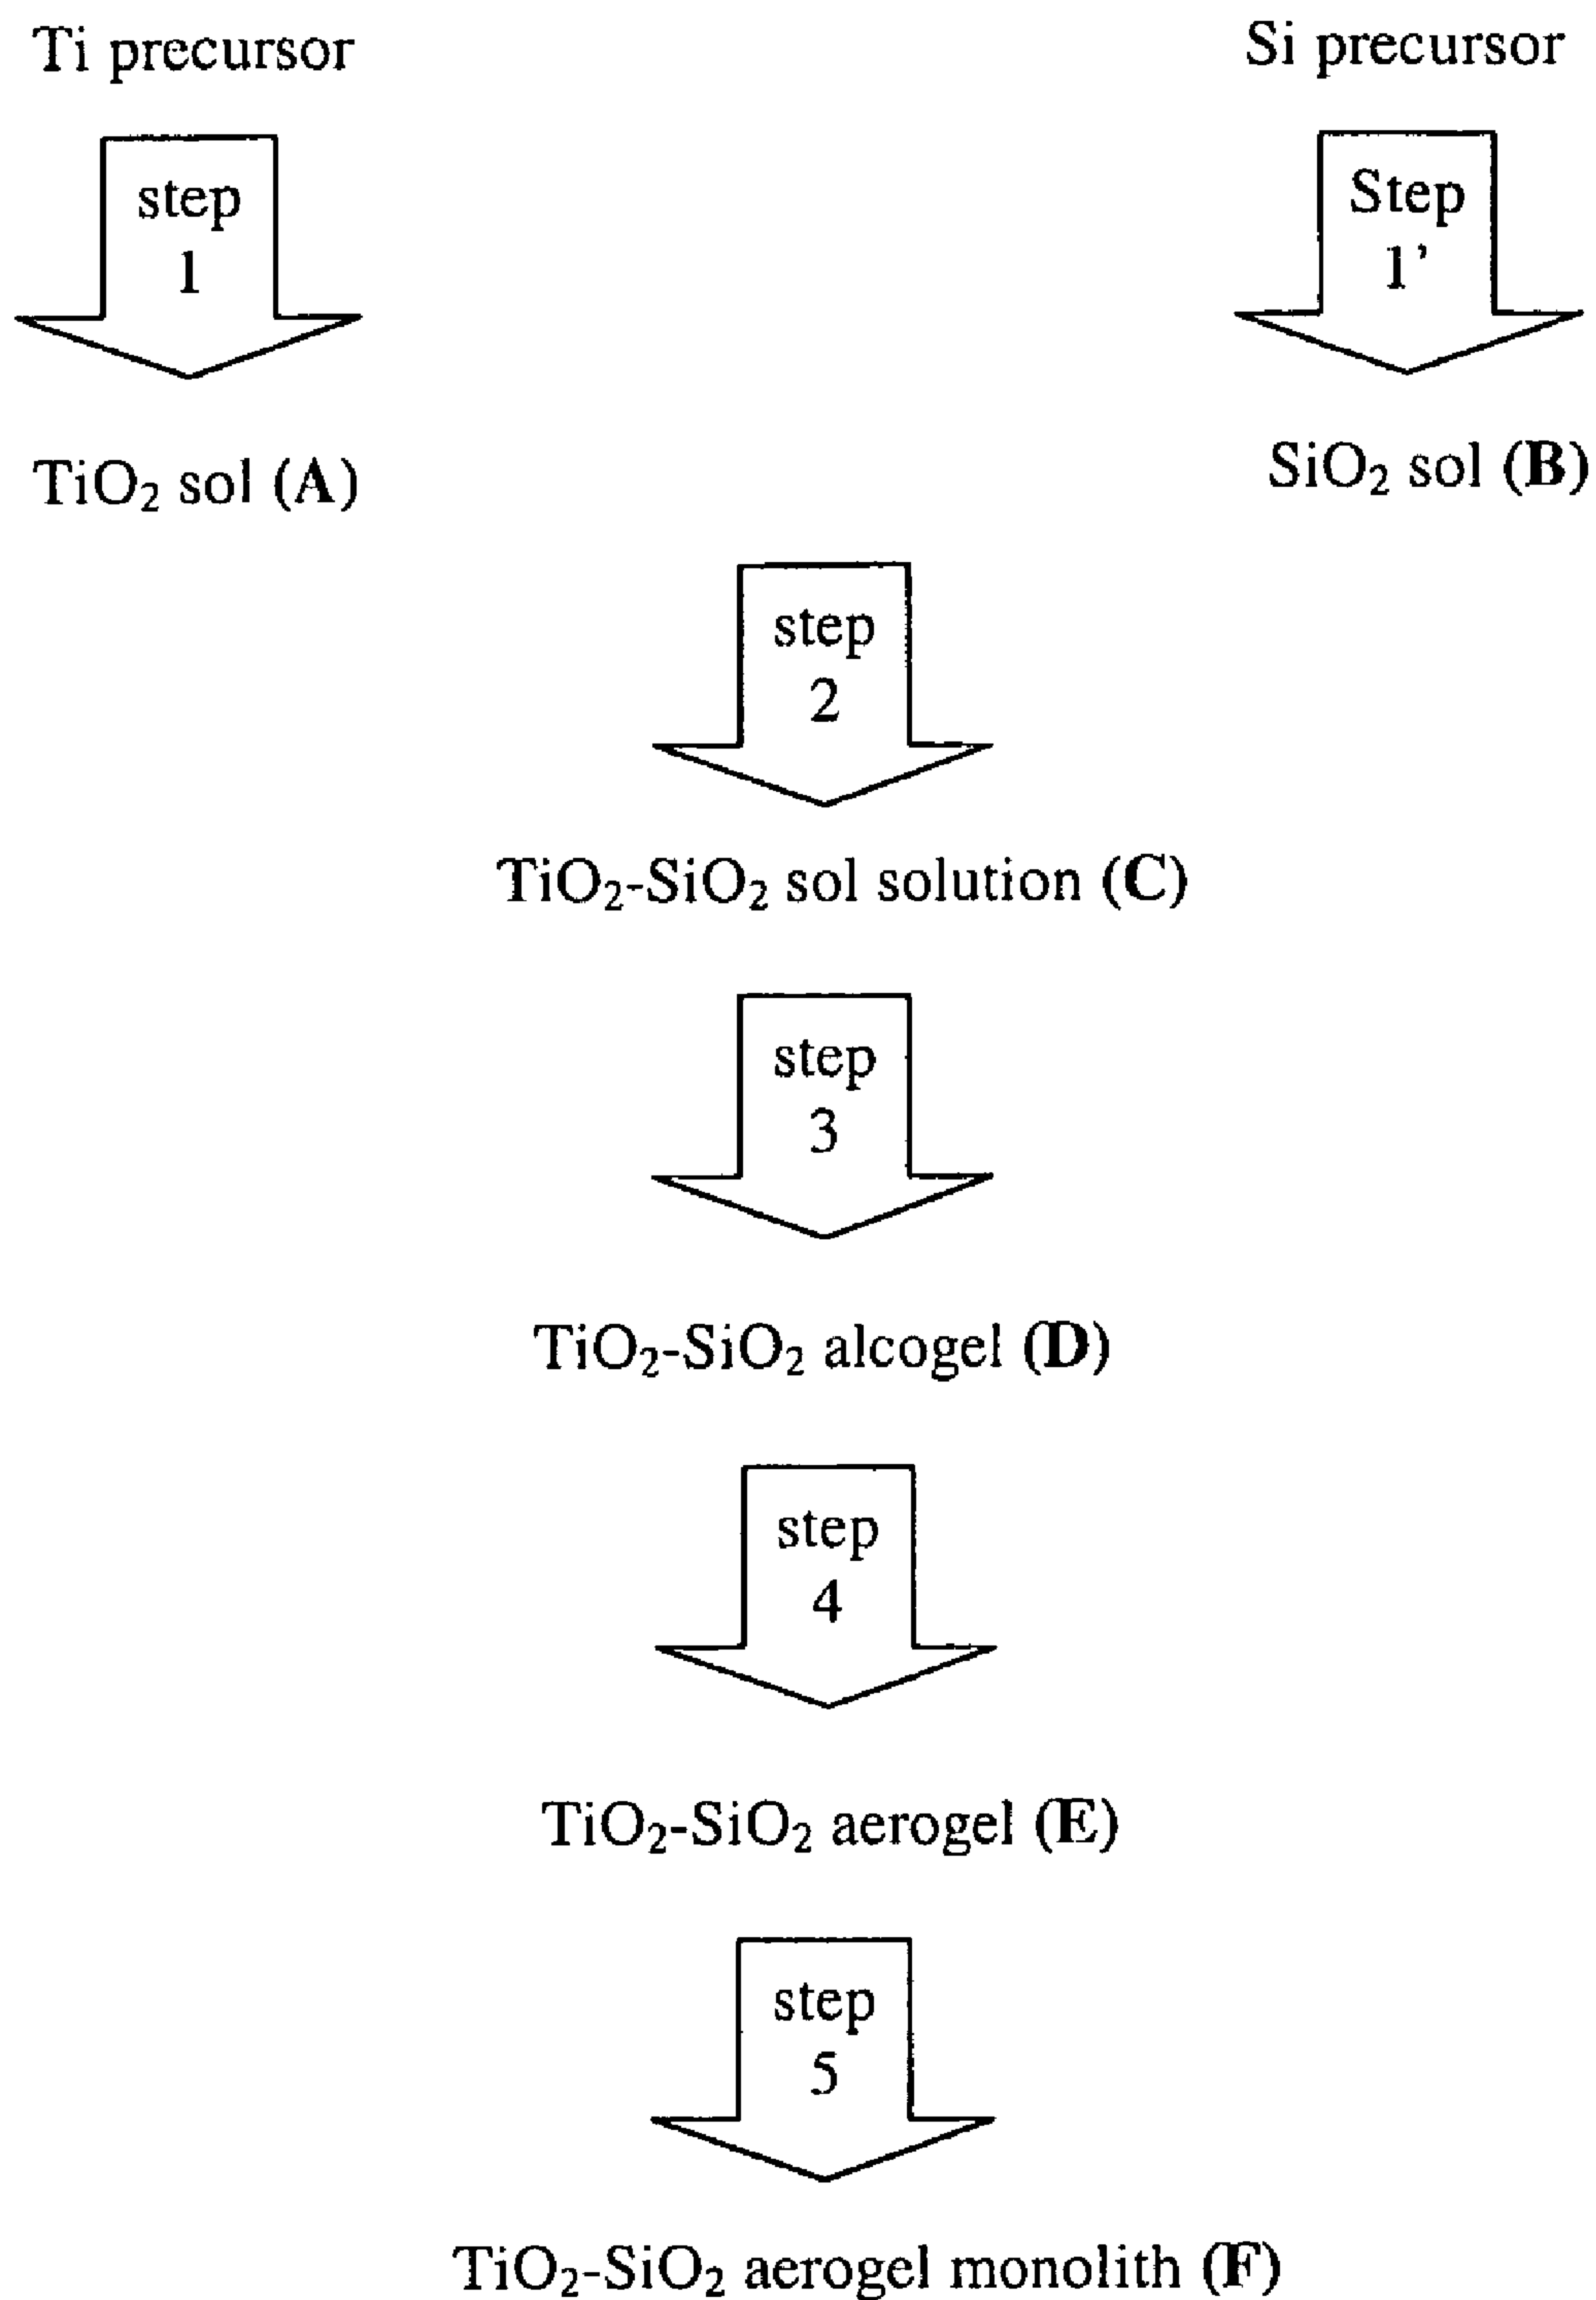 Ti precursor
Si precursor
step
1
Step
1’
TiO₂ sol (A)
SiO₂ sol (B)
step
2
TiO₂-SiO₂ sol solution (C)
step
3
TiO₂-SiO₂ alcogel (D)
step
4
TiO₂-SiO₂ aerogel (E)
step
5
TiO₂-SiO₂ aerogel monolith (F)